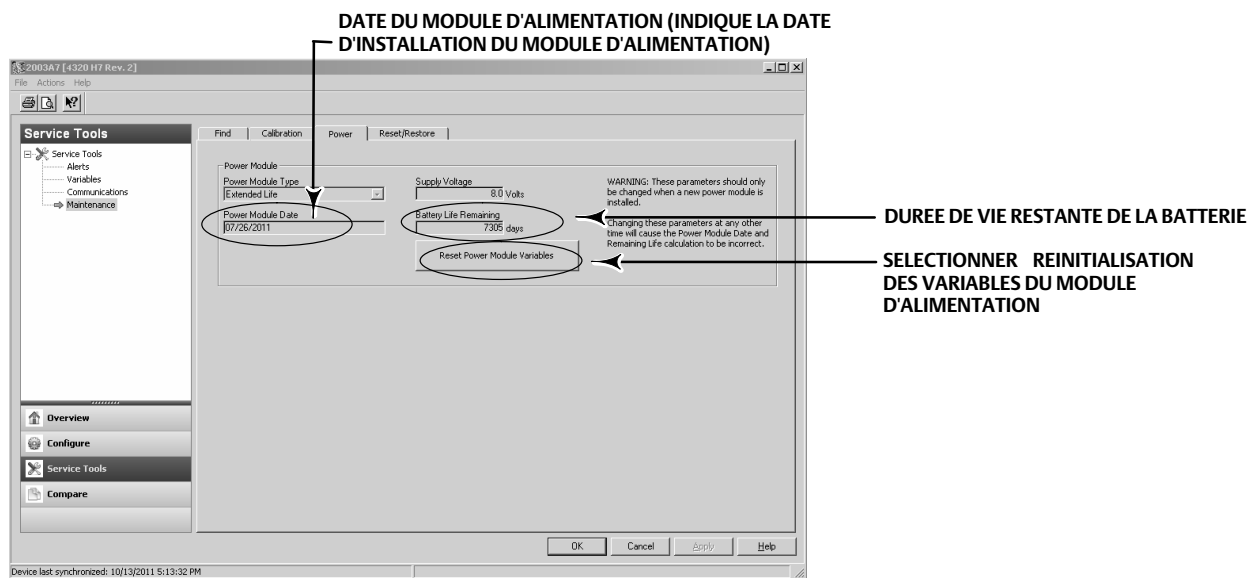 DATE DU MODULE D'ALIMENTATION (INDIQUE LA DATE
D'INSTALLATION DU MODULE D'ALIMENTATION)
2003A7 [4320 H7 Rev. 2]
File Actions Help
Service Tools
Service Tools
Alerts
Variables
Communications
Maintenance
Overview
Configure
Service Tools
Compare
Find Calibration Power Reset/Restore
Power Module
Power Module Type
Extended Life
Power Module Date
07/26/2011
Supply Voltage
8.0 Volts
Battery Life Remaining
7305 days
Reset Power Module Variables
WARNING: These parameters should only
be changed when a new power module is
installed.
Changing these parameters at any other
time will cause the Power Module Date and
Remaining Life calculation to be incorrect.
DUREE DE VIE RESTANTE DE LA BATTERIE
SELECTIONNER REINITIALISATION
DES VARIABLES DU MODULE
D'ALIMENTATION
OK Cancel Apply Help
Device last synchronized: 10/13/2011 5:13:32 PM